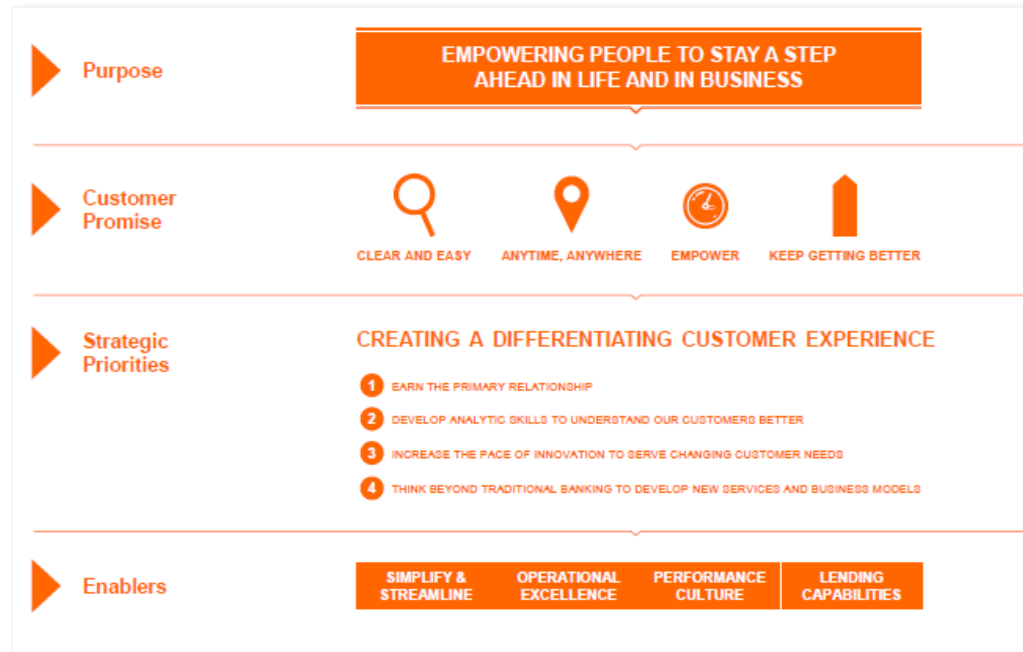 Purpose
EMPOWERING PEOPLE TO STAY A STEP
AHEAD IN LIFE AND IN BUSINESS
Customer
Promise
CLEAR AND EASY
ANYTIME, ANYWHERE
EMPOWER
KEEP GETTING BETTER
Strategic
Priorities
CREATING A DIFFERENTIATING CUSTOMER EXPERIENCE
1 EARN THE PRIMARY RELATIONSHIP
2 DEVELOP ANALYTIC SKILLS TO UNDERSTAND OUR CUSTOMERS BETTER
3 INCREASE THE PACE OF INNOVATION TO SERVE CHANGING CUSTOMER NEEDS
4 THINK BEYOND TRADITIONAL BANKING TO DEVELOP NEW SERVICES AND BUSINESS MODELS
Enablers
SIMPLIFY &
STREAMLINE
OPERATIONAL
EXCELLENCE
PERFORMANCE
CULTURE
LENDING
CAPABILITIES